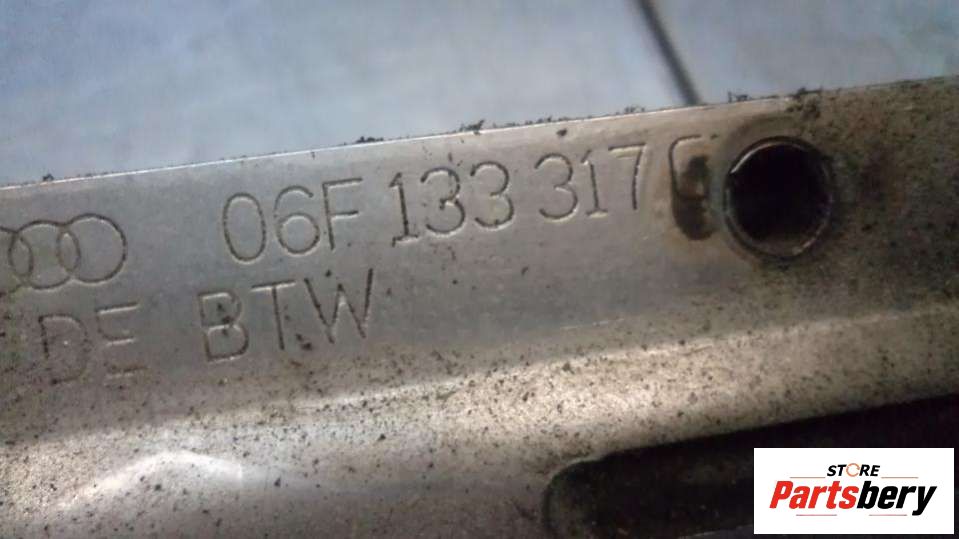 06F 133 317
DE BTW
STORE
Partsbery